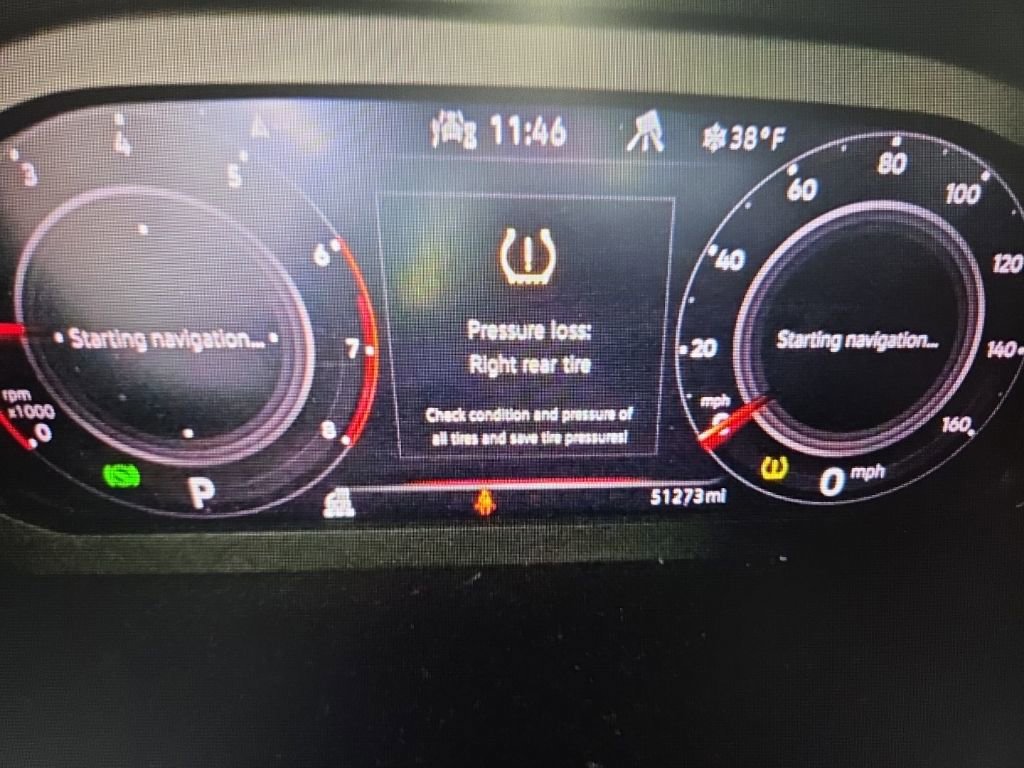 11:46
38°F
3
4
5
6
7
8
• Starting navigation... •
rpm
x1000
0
P
Pressure loss:
Right rear tire
Check condition and pressure of
all tires and save tire pressures!
51273mi
20
40
60
80
100
120
140
160
Starting navigation...
mph
0 mph